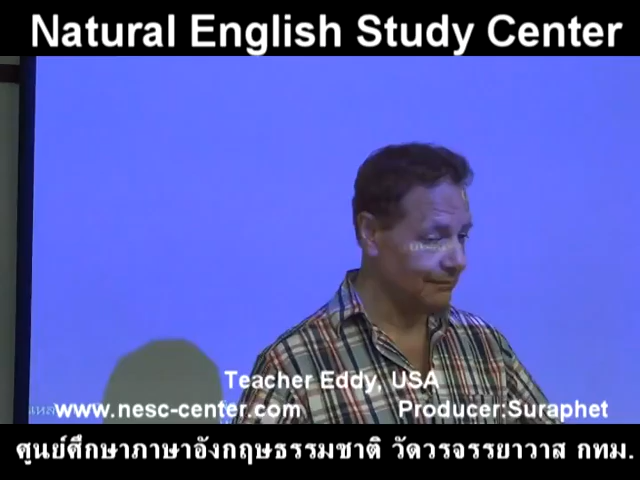 Natural English Study Center
Teacher Eddy, USA
www.nesc-center.com Producer:Suraphet
ศูนย์ศึกษาภาษาอังกฤษธรรมชาติ วัดวรจรรยาวาส กทม.